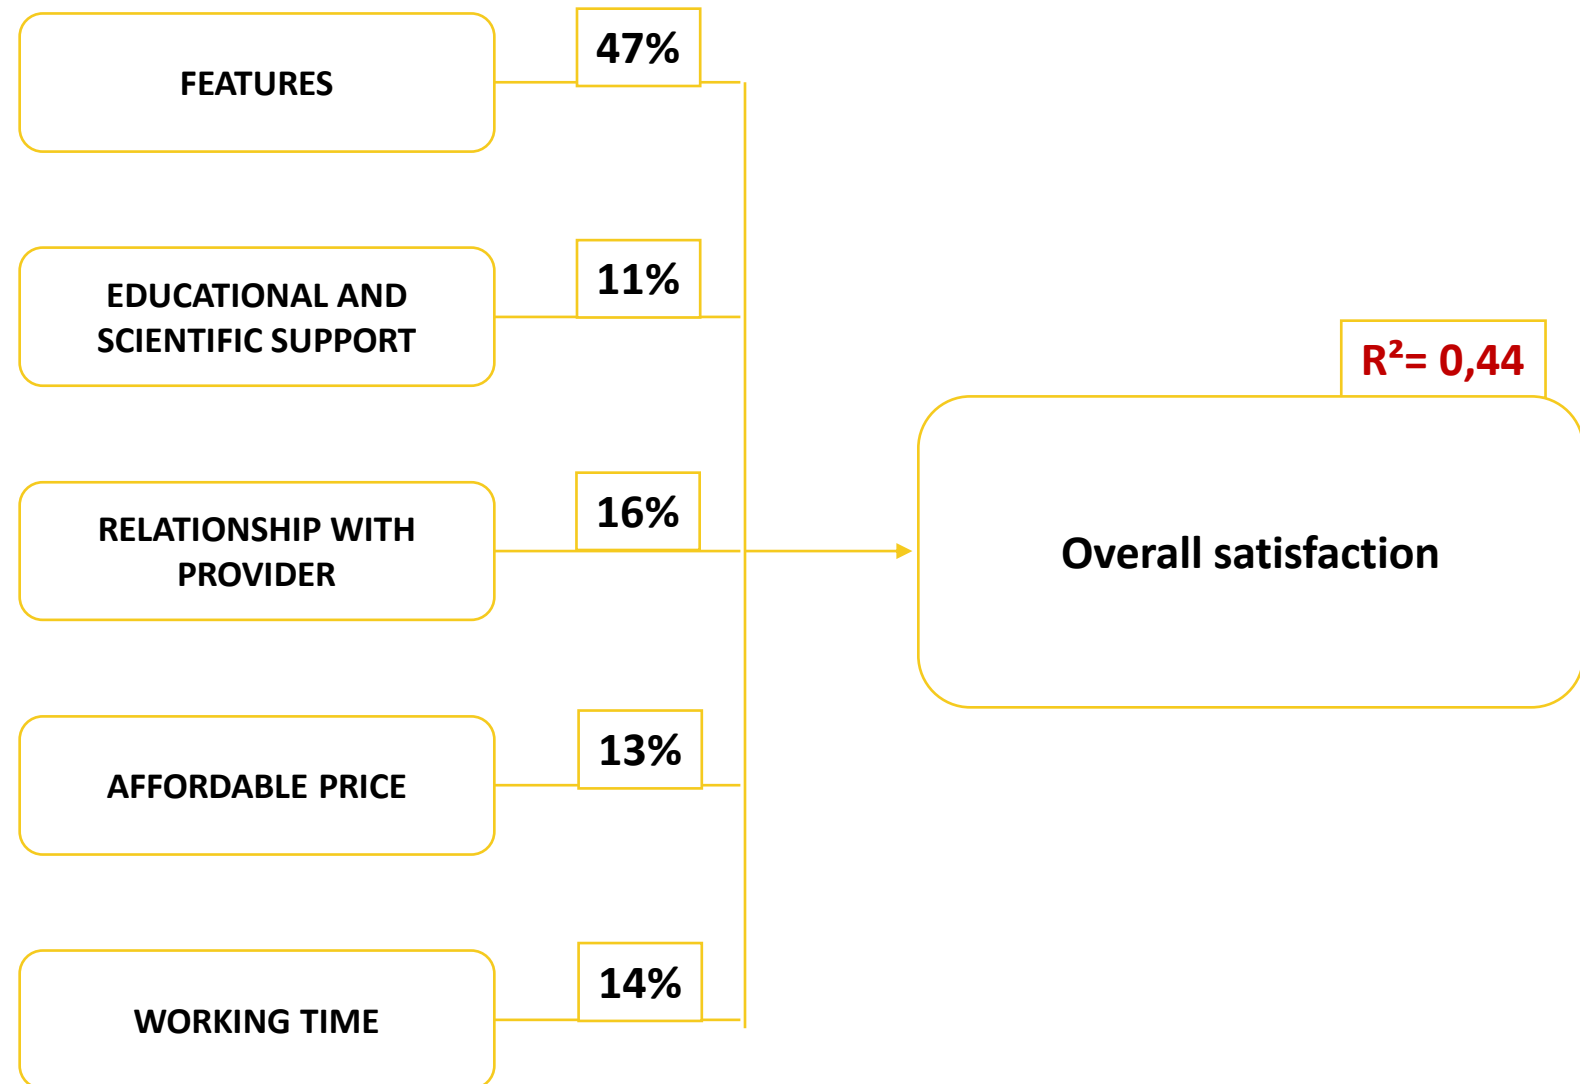 FEATURES
47%
EDUCATIONAL AND
SCIENTIFIC SUPPORT
11%
RELATIONSHIP WITH
PROVIDER
16%
AFFORDABLE PRICE
13%
WORKING TIME
14%
R²= 0,44
Overall satisfaction